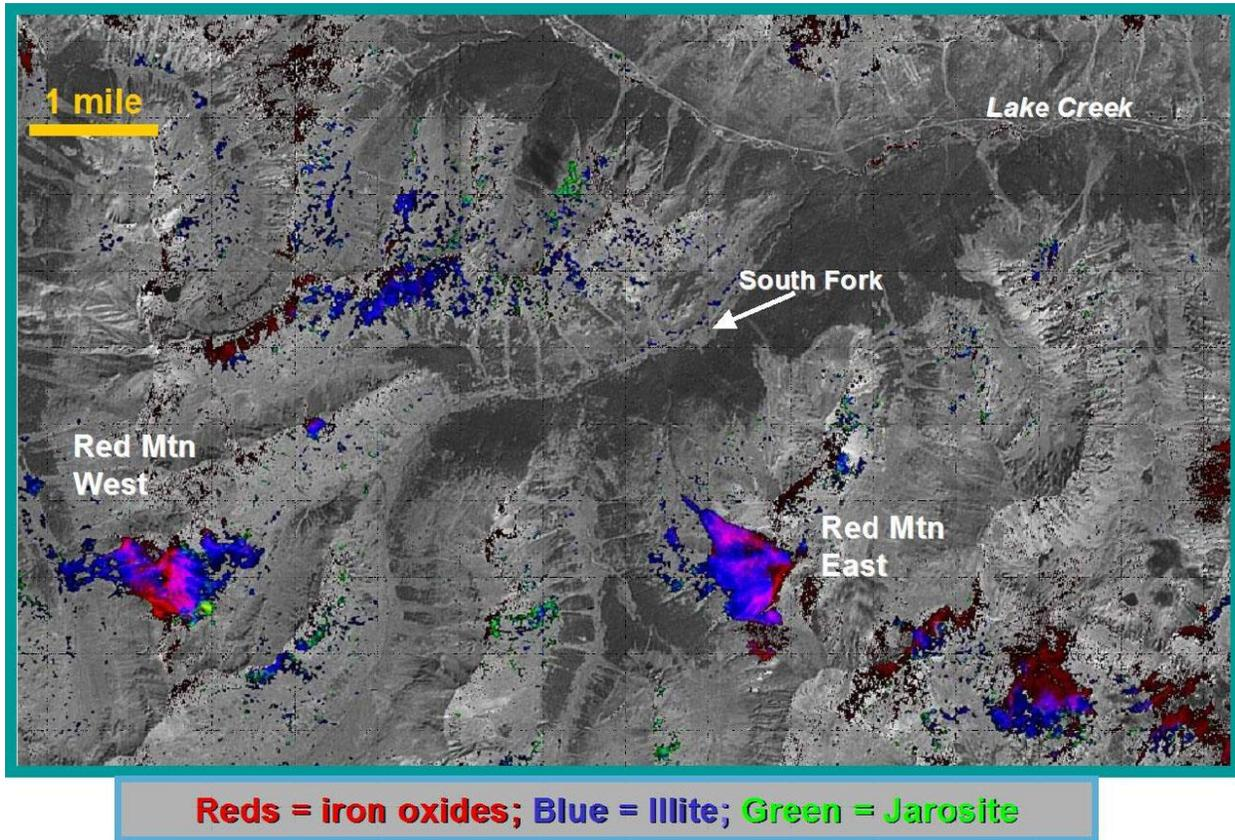 1 mile
Lake Creek
South Fork
Red Mtn
West
Red Mtn
East
Reds = iron oxides; Blue = Illite; Green = Jarosite